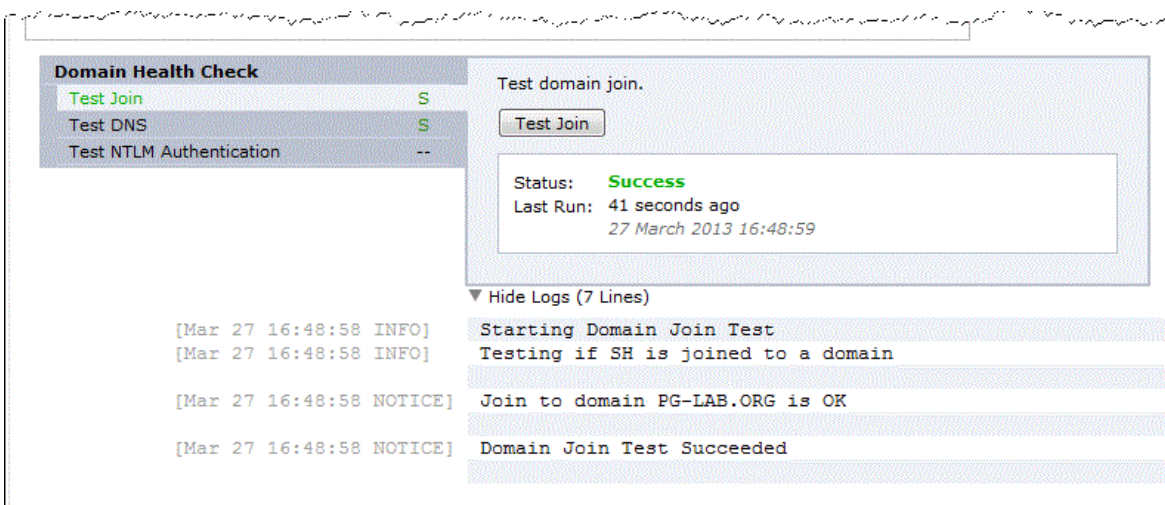 Domain Health Check
Test Join S
Test DNS S
Test NTLM Authentication --
Test domain join.
Test Join
Status: Success
Last Run: 41 seconds ago
27 March 2013 16:48:59
▼ Hide Logs (7 Lines)
[Mar 27 16:48:58 INFO] Starting Domain Join Test
[Mar 27 16:48:58 INFO] Testing if SH is joined to a domain
[Mar 27 16:48:58 NOTICE] Join to domain PG-LAB.ORG is OK
[Mar 27 16:48:58 NOTICE] Domain Join Test Succeeded